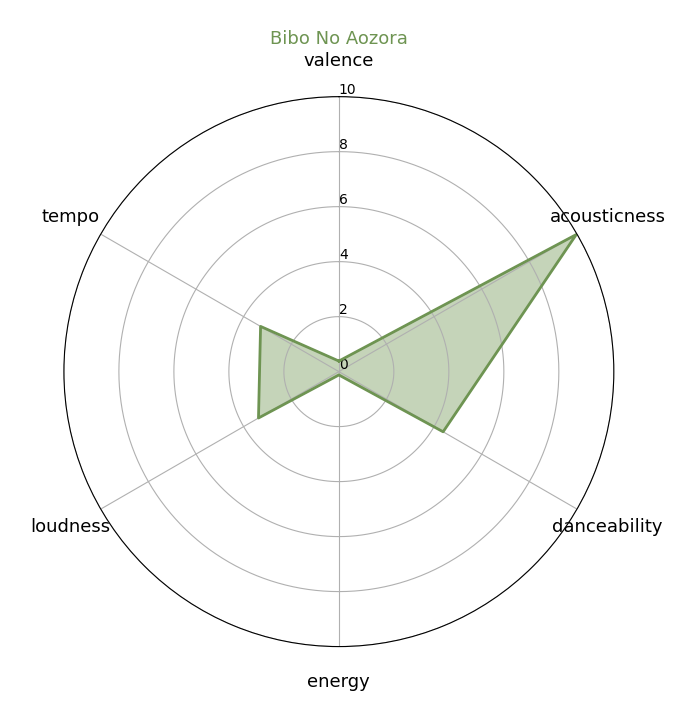 Bibo No Aozora
valence
10
8
6
4
2
0
tempo
acousticness
loudness
danceability
energy